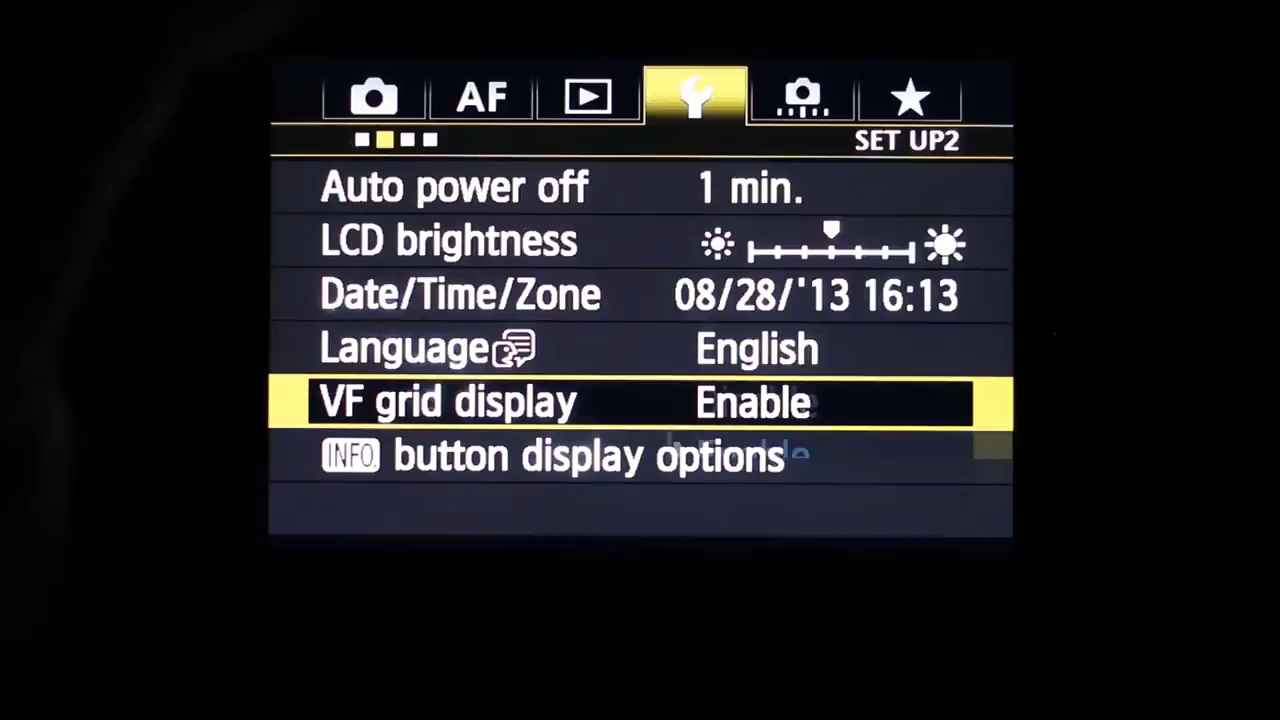 AF
SET UP2
Auto power off 1 min.
LCD brightness
Date/Time/Zone 08/28/'13 16:13
Language English
VF grid display Enable
INFO. button display options